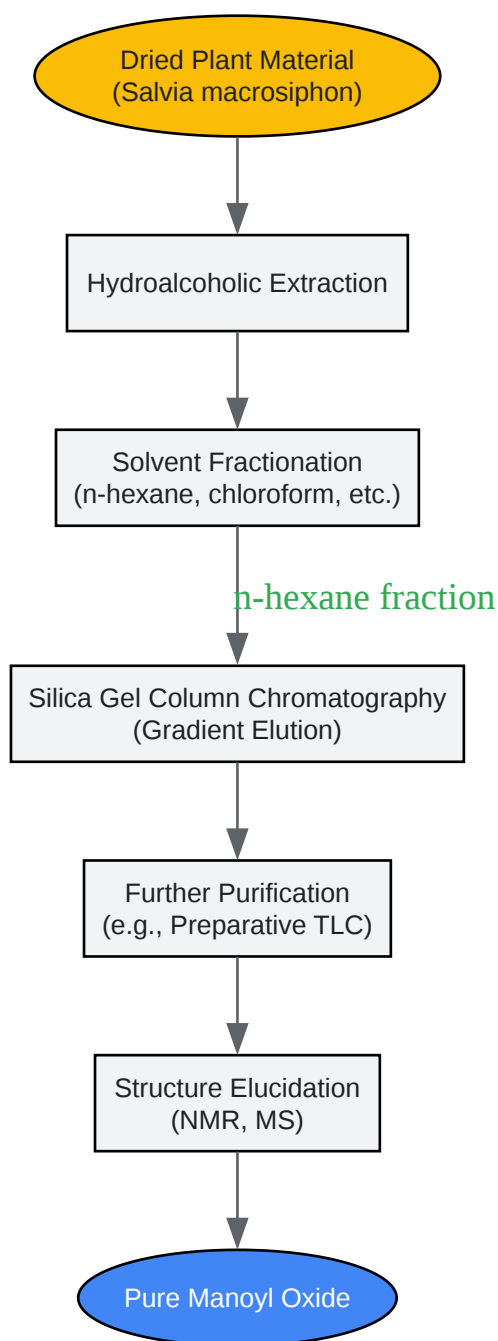 Dried Plant Material
(Salvia macrosiphon)
Hydroalcoholic Extraction
Solvent Fractionation
(n-hexane, chloroform, etc.)
n-hexane fraction
Silica Gel Column Chromatography
(Gradient Elution)
Further Purification
(e.g., Preparative TLC)
Structure Elucidation
(NMR, MS)
Pure Manoyl Oxide